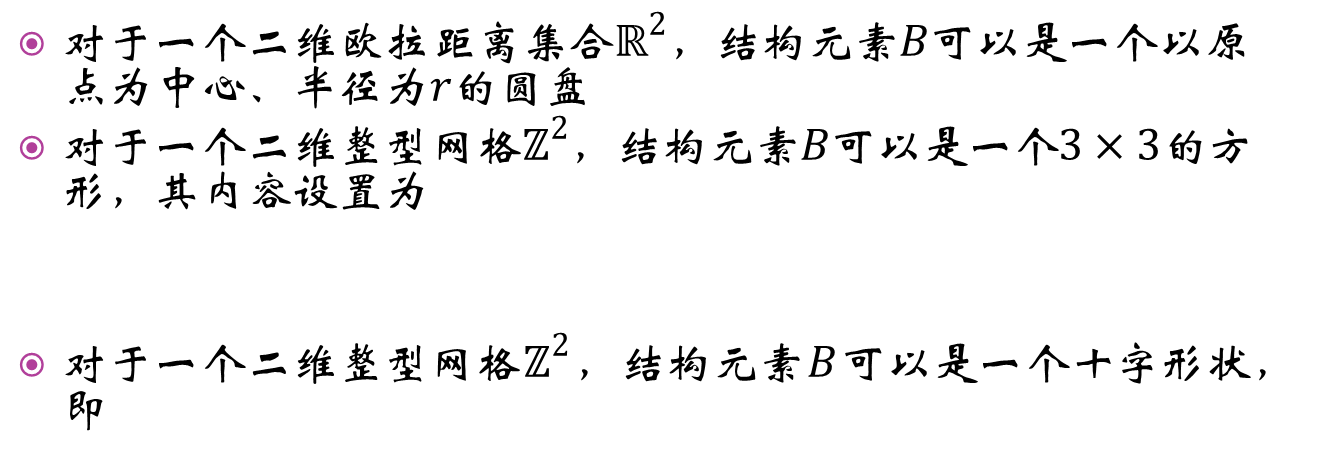 对于一个二维欧拉距离集合ℝ²，结构元素B可以是一个以原
点为中心、半径为r的圆盘
对于一个二维整型网格ℤ²，结构元素B可以是一个3 × 3的方
形，其内容设置为
对于一个二维整型网格ℤ²，结构元素B可以是一个十字形状，
即